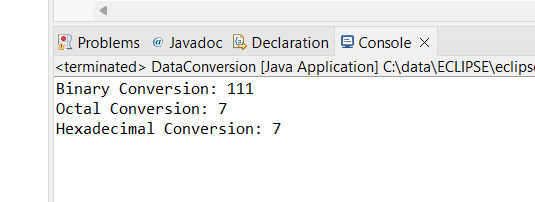 Problems @ Javadoc Declaration Console
<terminated> DataConversion [Java Application] C:\data\ECLIPSE\eclipse
Binary Conversion: 111
Octal Conversion: 7
Hexadecimal Conversion: 7